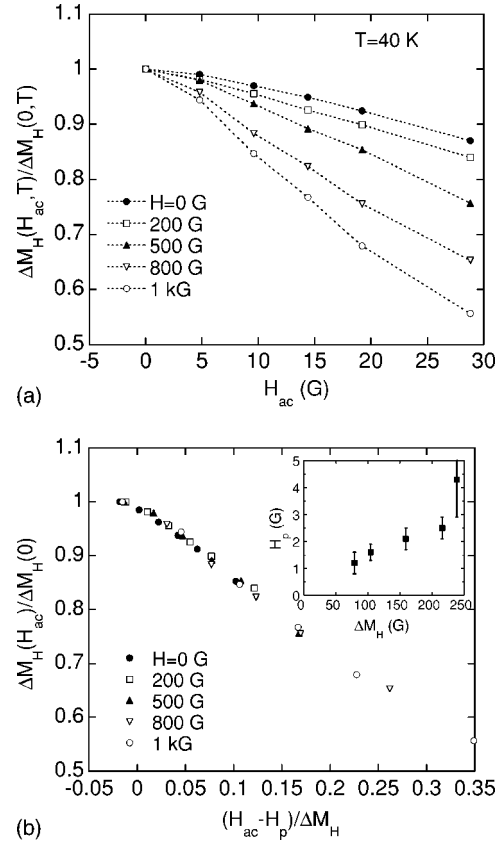 T=40 K
ΔM_H(H_ac,T)/ΔM_H(0,T)
1.1
1
0.9
0.8
0.7
0.6
0.5
H=0 G
200 G
500 G
800 G
1 kG
-5 0 5 10 15 20 25 30
H_ac (G)
(a)
ΔM_H(H_ac)/ΔM_H(0)
1.1
1
0.9
0.8
0.7
0.6
0.5
H_p (G)
5
4
3
2
1
0
0 50 100 150 200 250
ΔM_H (G)
H=0 G
200 G
500 G
800 G
1 kG
-0.05 0 0.05 0.1 0.15 0.2 0.25 0.3 0.35
(H_ac-H_p)/ΔM_H
(b)